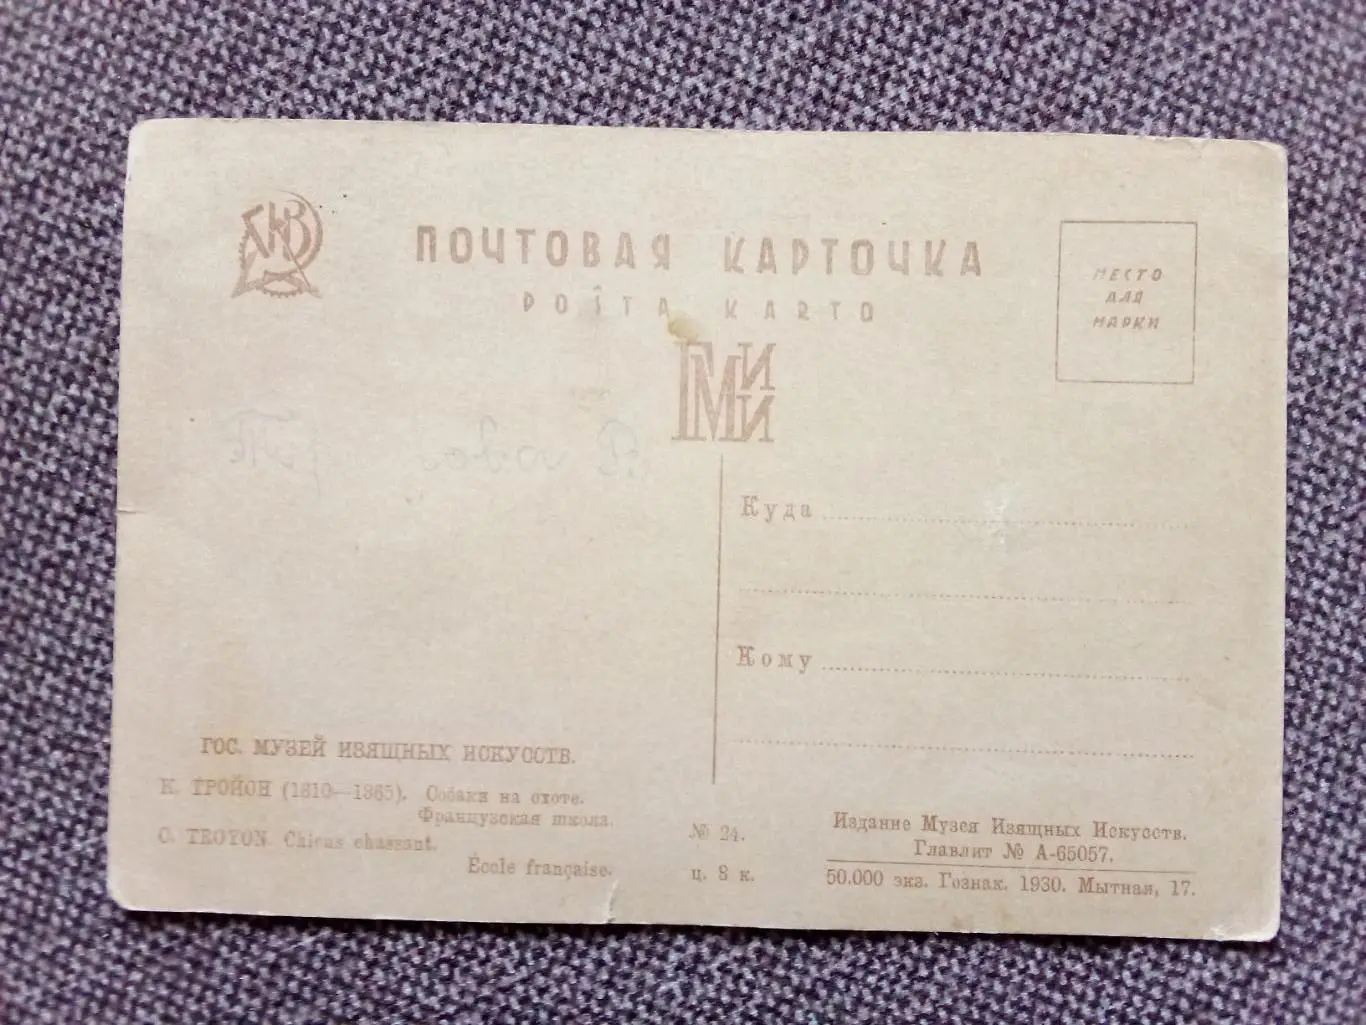 ПОЧТОВАЯ КАРТОЧКА
POŜTA KARTO
МЕСТО
ДЛЯ
МАРКИ
ГМИИ
Куда
Кому
ГОС. МУЗЕЙ ИЗЯЩНЫХ ИСКУССТВ.
К. ТРОЙОН (1810—1865). Собаки на охоте.
Французская школа.
C. TROYON. Chiens chassant.
École française.
№ 24.
ц. 8 к.
Издание Музея Изящных Искусств.
Главлит № А-65057.
50.000 экз. Гознак. 1930. Мытная, 17.